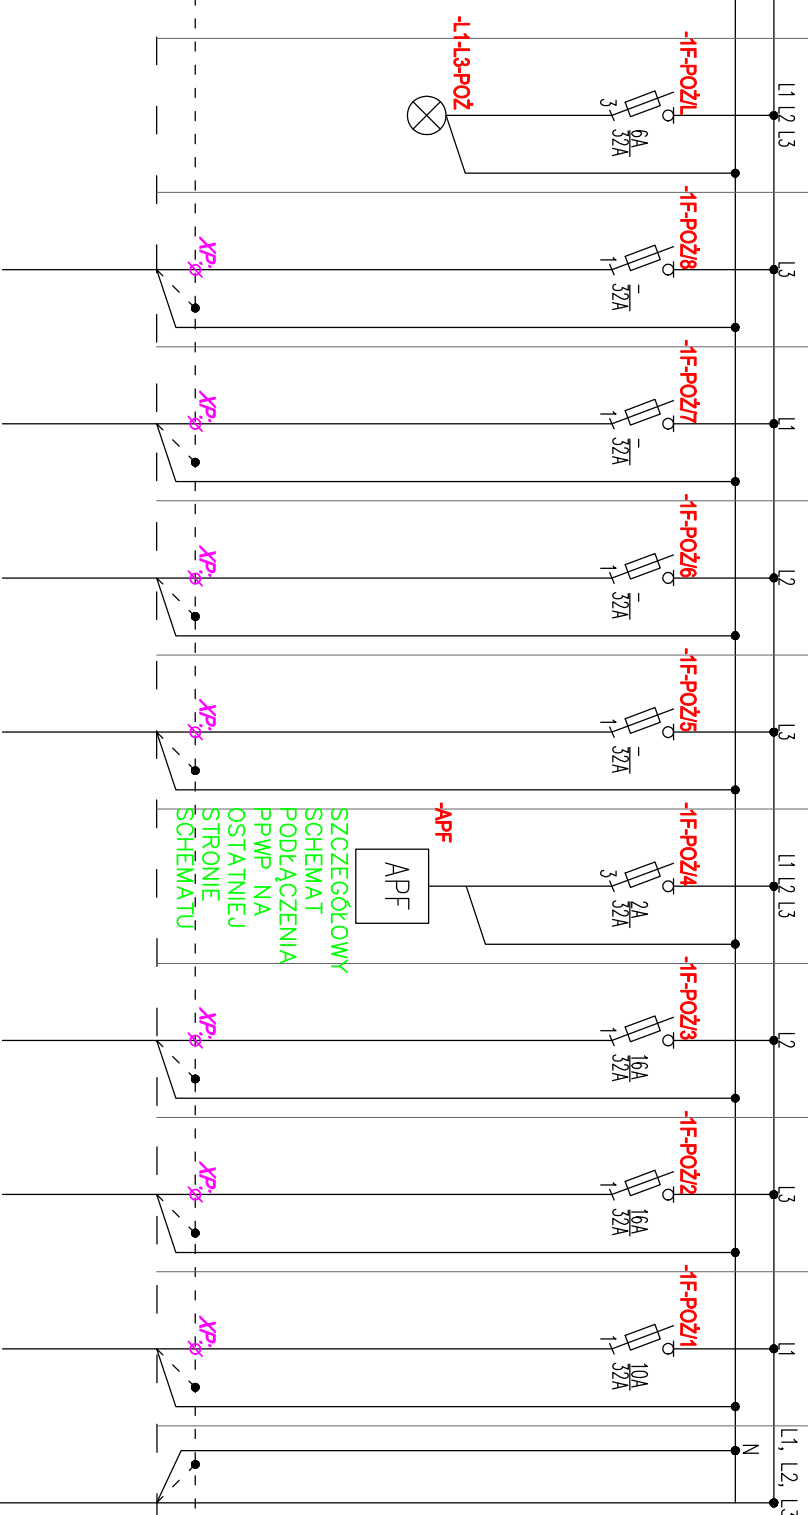 L1 L2 L3
-1F-POŻ/L
3
6A
32A
-L1-L3-POŻ
L3
-1F-POŻ/8
1
-
32A
XP:
L1
-1F-POŻ/7
1
-
32A
XP:
L2
-1F-POŻ/6
1
-
32A
XP:
L3
-1F-POŻ/5
1
-
32A
XP:
L1 L2 L3
-1F-POŻ/4
3
2A
32A
-APF
APF
SZCZEGÓŁOWY
SCHEMAT
PODŁĄCZENIA
PPWP NA
OSTATNIEJ
STRONIE
SCHEMATU
L2
-1F-POŻ/3
1
16A
32A
XP:
L3
-1F-POŻ/2
1
16A
32A
XP:
L1
-1F-POŻ/1
1
10A
32A
XP:
L1, L2, L3
N